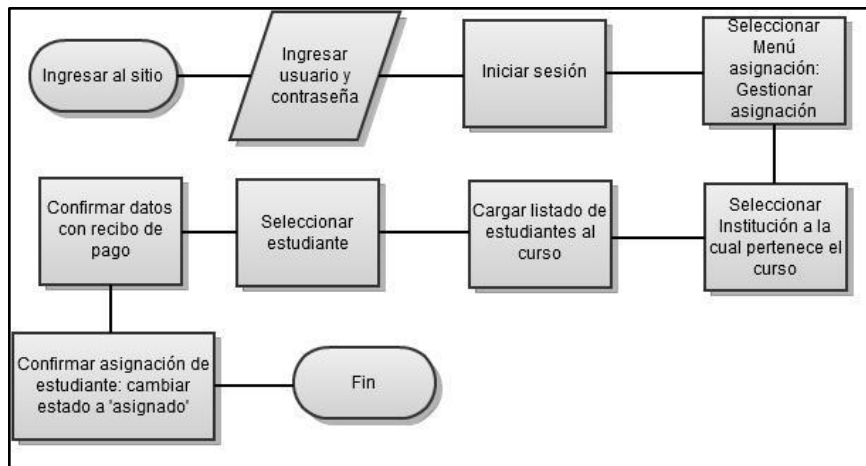 Ingresar al sitio
Ingresar
usuario y
contraseña
Iniciar sesión
Seleccionar
Menú
asignación:
Gestionar
asignación
Seleccionar
Institución a la
cual pertenece el
curso
Cargar listado de
estudiantes al
curso
Seleccionar
estudiante
Confirmar datos
con recibo de
pago
Confirmar asignación de
estudiante: cambiar
estado a 'asignado'
Fin